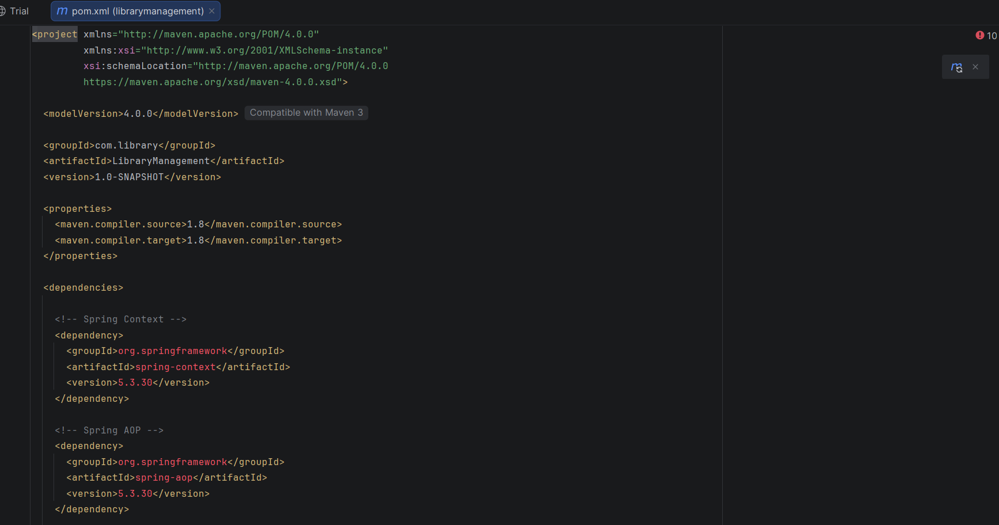 Trial
m pom.xml (librarymanagement) ×
<project xmlns="http://maven.apache.org/POM/4.0.0"
xmlns:xsi="http://www.w3.org/2001/XMLSchema-instance"
xsi:schemaLocation="http://maven.apache.org/POM/4.0.0
https://maven.apache.org/xsd/maven-4.0.0.xsd">
10
<modelVersion>4.0.0</modelVersion> Compatible with Maven 3
<groupId>com.library</groupId>
<artifactId>LibraryManagement</artifactId>
<version>1.0-SNAPSHOT</version>
<properties>
<maven.compiler.source>1.8</maven.compiler.source>
<maven.compiler.target>1.8</maven.compiler.target>
</properties>
<dependencies>
<!-- Spring Context -->
<dependency>
<groupId>org.springframework</groupId>
<artifactId>spring-context</artifactId>
<version>5.3.30</version>
</dependency>
<!-- Spring AOP -->
<dependency>
<groupId>org.springframework</groupId>
<artifactId>spring-aop</artifactId>
<version>5.3.30</version>
</dependency>